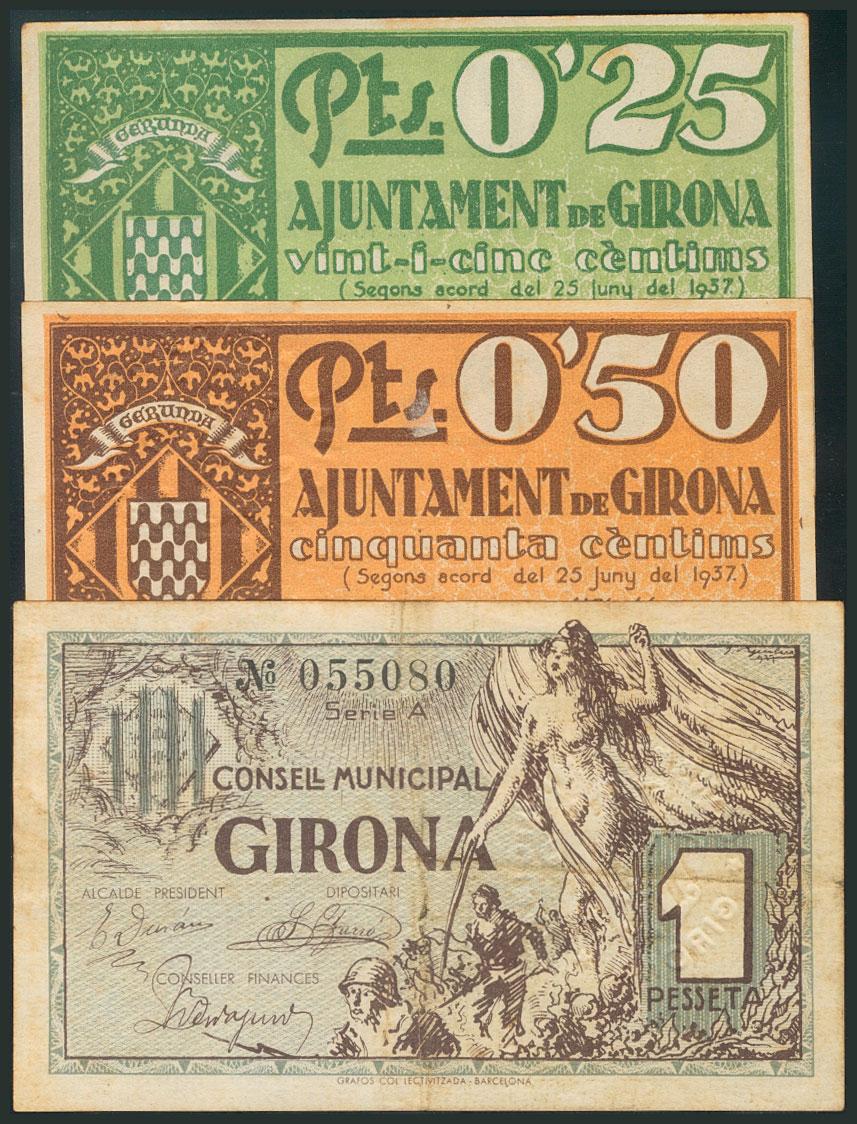 Pts. 0'25
GERUNDA
AJUNTAMENT DE GIRONA
vint-i-cinc cèntims
(Segons acord del 25 juny del 1937.)
Pts. 0'50
GERUNDA
AJUNTAMENT DE GIRONA
cinquanta cèntims
(Segons acord del 25 juny del 1937.)
Nº 055080
Serie A
CONSELL MUNICIPAL
GIRONA
ALCALDE PRESIDENT DIPOSITARI
CONSELLER FINANCES
1
PESSETA
GRAFOS COL·LECTIVITZADA - BARCELONA